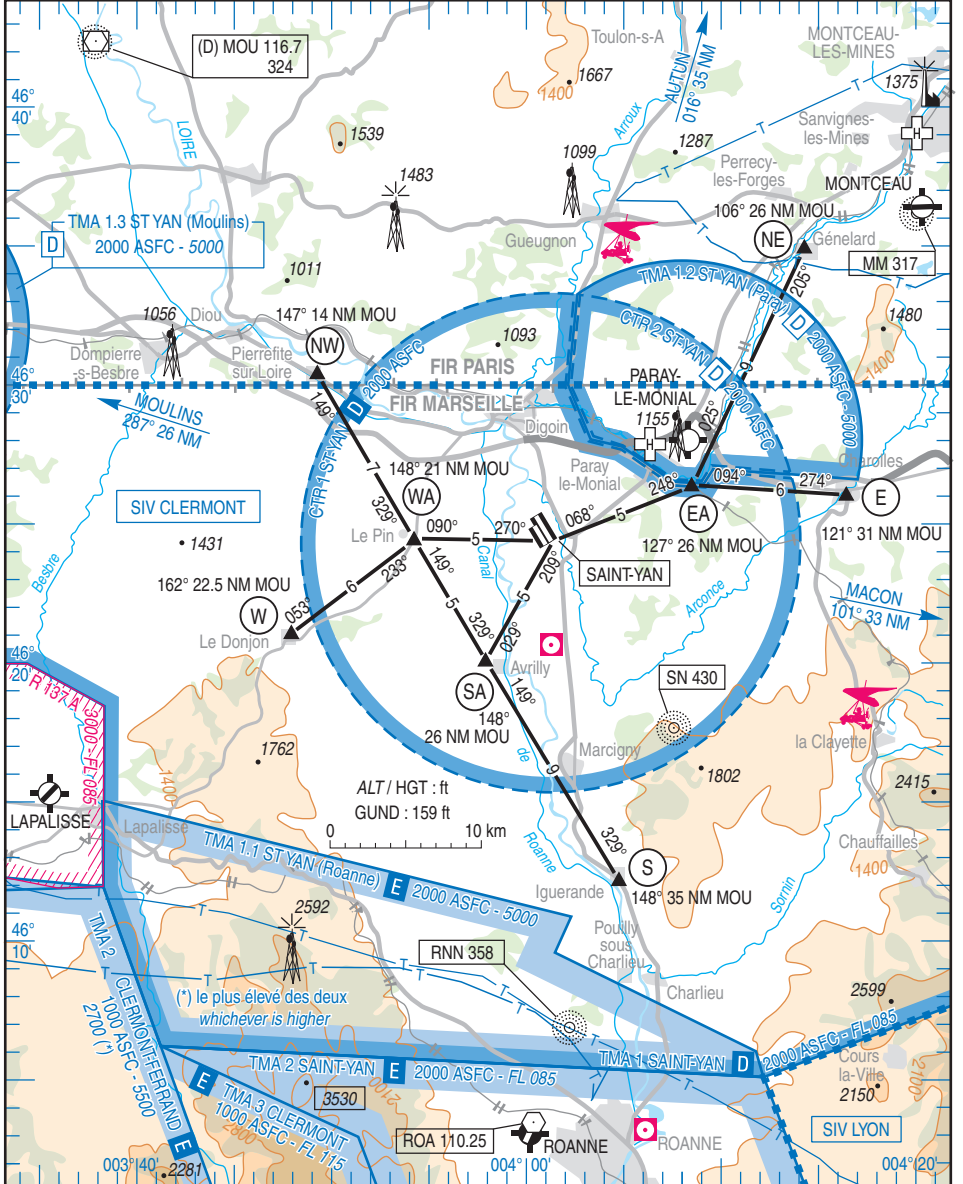 (D) MOU 116.7
324
Toulon-s-A
1667
1400
AUTUN
016° 35 NM
MONTCEAU-
LES-MINES
1375
46°
40'
LOIRE
1539
Arroux
1287
Sanvignes-
les-Mines
1099
1483
Perrecy-
les-Forges
MONTCEAU
106° 26 NM MOU
TMA 1.3 ST YAN (Moulins)
D
2000 ASFC - 5000
Gueugnon
NE
Génelard
MM 317
205°
1011
TMA 1.2 ST YAN (Paray)
D
2000 ASFC - 5000
1480
1400
1056
Diou
147° 14 NM MOU
1093
CTR 2 ST-YAN
D
2000 ASFC
Dompierre
-s-Besbre
Pierrefite
sur Loire
NW
FIR PARIS
9
PARAY-
LE-MONIAL
46°
30'
FIR MARSEILLE
1155
025°
MOULINS
287° 26 NM
149°
CTR 1 ST-YAN
D
2000 ASFC
Digoin
7
148° 21 NM MOU
Paray
le-Monial
Charolles
SIV CLERMONT
WA
329°
248°
094°
6
274°
E
EA
Le Pin
090°
5
270°
068°
5
127° 26 NM MOU
121° 31 NM MOU
1431
Besbre
162° 22.5 NM MOU
6
233°
149°
Canal
209°
SAINT-YAN
W
053°
5
5
Arconce
MACON
101° 33 NM
Le Donjon
329°
029°
46°
20'
Avrilly
SN 430
R 137 A
3000 - FL 085
SA
149°
148°
26 NM MOU
de
Marcigny
la Clayette
1762
1400
9
1802
2415
ALT / HGT : ft
GUND : 159 ft
0
10 km
LAPALISSE
Lapalisse
TMA 1.1 ST YAN (Roanne)
E
2000 ASFC - 5000
Roanne
329°
Chauffailles
1400
S
Iguerande
148° 35 NM MOU
Sornin
2592
46°
10'
Pouilly
sous
Charlieu
RNN 358
TMA 2
CLERMONT-FERRAND
1000 ASFC - 5500
2700 (*)
E
(*) le plus élevé des deux
whichever is higher
Charlieu
2599
2000 ASFC - FL 085
TMA 2 SAINT-YAN
E
2000 ASFC - FL 085
TMA 1 SAINT-YAN
D
Cours
la-Ville
2100
2150
E
TMA 3 CLERMONT
1000 ASFC - FL 115
3530
2100
2800
SIV LYON
ROA 110.25
ROANNE
ROANNE
003° 40'
2281
004° 00
004° 20'